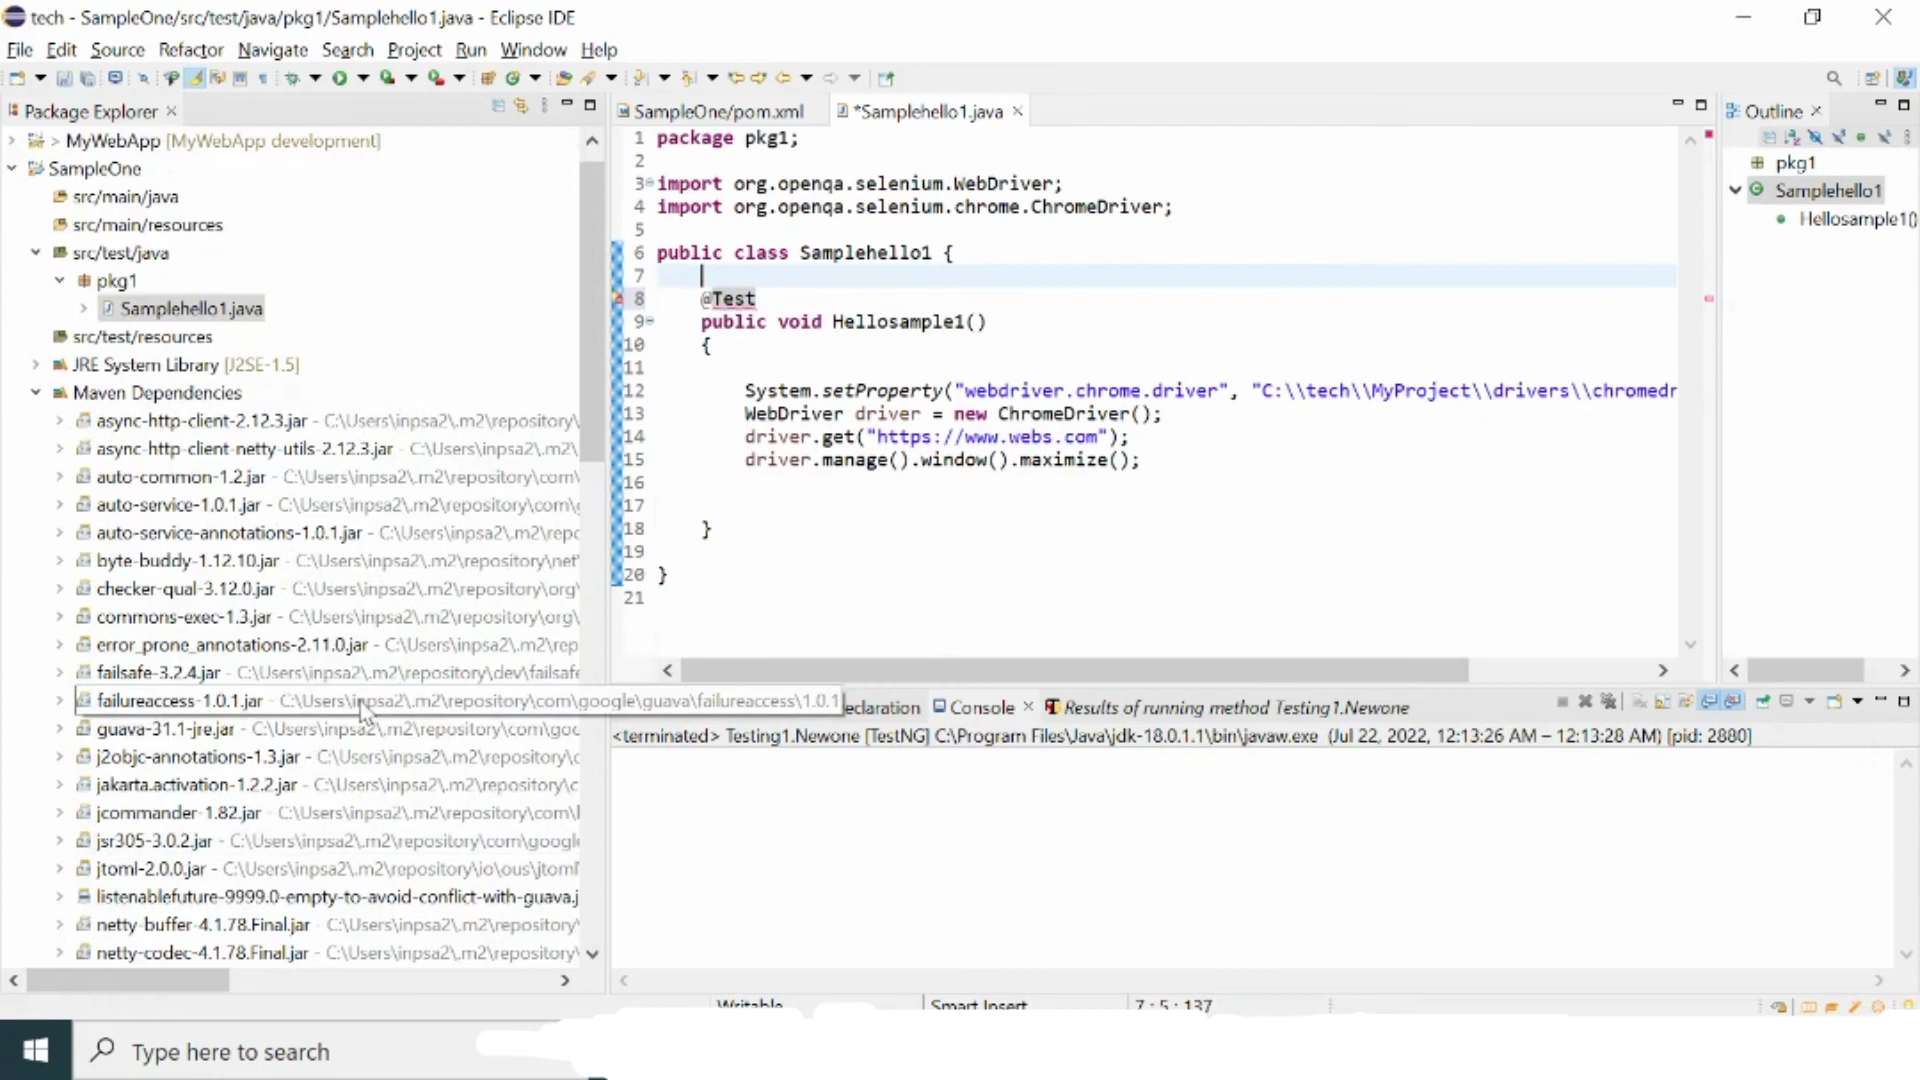 tech - SampleOne/src/test/java/pkg1/Samplehello1.java - Eclipse IDE
File Edit Source Refactor Navigate Search Project Run Window Help
Package Explorer
> MyWebApp [MyWebApp development]
SampleOne
src/main/java
src/main/resources
src/test/java
pkg1
Samplehello1.java
src/test/resources
JRE System Library [J2SE-1.5]
Maven Dependencies
async-http-client-2.12.3.jar - C:\Users\inpsa2\.m2\repository\
async-http-client-netty-utils-2.12.3.jar - C:\Users\inpsa2\.m2\
auto-common-1.2.jar - C:\Users\inpsa2\.m2\repository\com\
auto-service-1.0.1.jar - C:\Users\inpsa2\.m2\repository\com\
auto-service-annotations-1.0.1.jar - C:\Users\inpsa2\.m2\repo
byte-buddy-1.12.10.jar - C:\Users\inpsa2\.m2\repository\net\
checker-qual-3.12.0.jar - C:\Users\inpsa2\.m2\repository\org\
commons-exec-1.3.jar - C:\Users\inpsa2\.m2\repository\org\
error_prone_annotations-2.11.0.jar - C:\Users\inpsa2\.m2\rep
failsafe-3.2.4.jar - C:\Users\inpsa2\.m2\repository\dev\failsafe
failureaccess-1.0.1.jar - C:\Users\inpsa2\.m2\repository\com\google\guava\failureaccess\1.0.1
guava-31.1-jre.jar - C:\Users\inpsa2\.m2\repository\com\goo
j2objc-annotations-1.3.jar - C:\Users\inpsa2\.m2\repository\c
jakarta.activation-1.2.2.jar - C:\Users\inpsa2\.m2\repository\c
jcommander-1.82.jar - C:\Users\inpsa2\.m2\repository\com\
jsr305-3.0.2.jar - C:\Users\inpsa2\.m2\repository\com\google
jtoml-2.0.0.jar - C:\Users\inpsa2\.m2\repository\io\ous\jtoml
listenablefuture-9999.0-empty-to-avoid-conflict-with-guava.j
netty-buffer-4.1.78.Final.jar - C:\Users\inpsa2\.m2\repository\
netty-codec-4.1.78.Final.jar - C:\Users\inpsa2\.m2\repository\
SampleOne/pom.xml
*Samplehello1.java
1 package pkg1;
2
3 import org.openqa.selenium.WebDriver;
4 import org.openqa.selenium.chrome.ChromeDriver;
5
6 public class Samplehello1 {
7
8 @Test
9 public void Hellosample1()
10 {
11
12 System.setProperty("webdriver.chrome.driver", "C:\\tech\\MyProject\\drivers\\chromedr
13 WebDriver driver = new ChromeDriver();
14 driver.get("https://www.webs.com");
15 driver.manage().window().maximize();
16
17
18 }
19
20 }
21
Outline
pkg1
Samplehello1
Hellosample1()
eclaration Console Results of running method Testing1.Newone
<terminated> Testing1.Newone [TestNG] C:\Program Files\Java\jdk-18.0.1.1\bin\javaw.exe (Jul 22, 2022, 12:13:26 AM – 12:13:28 AM) [pid: 2880]
Writable Smart Insert 7 : 5 : 137
Type here to search